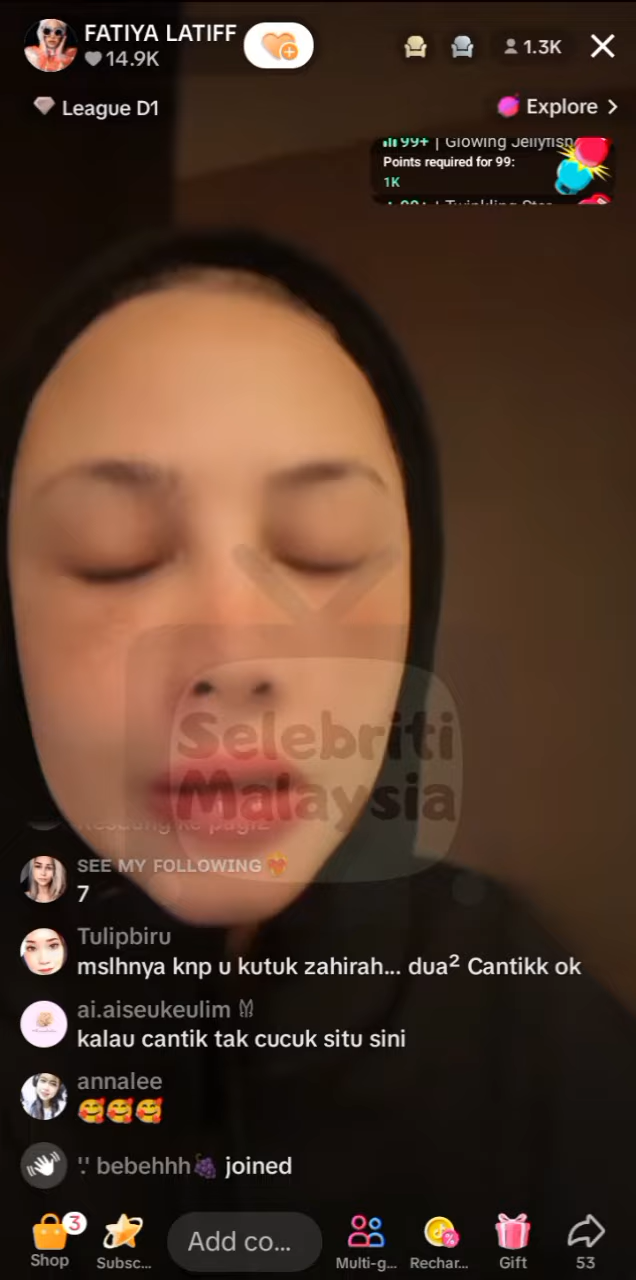 FATIYA LATIFF
14.9K
1.3K
League D1
Explore >
99+ | Glowing Jellyfish
Points required for 99:
1K
Selebriti
Malaysia
SEE MY FOLLOWING ❤️‍🔥
7
Tulipbiru
mslhnya knp u kutuk zahirah... dua² Cantikk ok
ai.aiseukeulim
kalau cantik tak cucuk situ sini
annalee
🥰🥰🥰
bebehhh🍇 joined
3
Add co...
Shop
Subsc...
Multi-g...
Rechar...
Gift
53